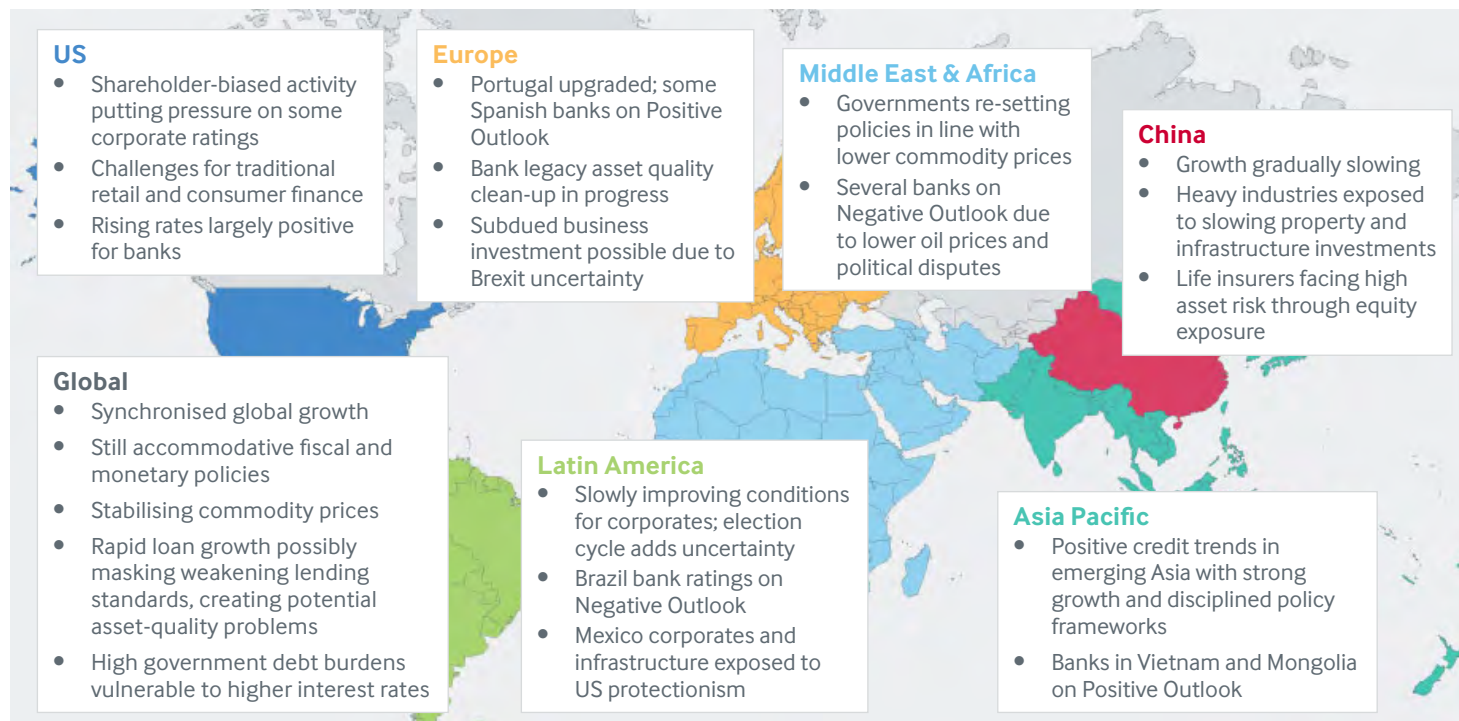 US
• Shareholder-biased activity
putting pressure on some
corporate ratings
• Challenges for traditional
retail and consumer finance
• Rising rates largely positive
for banks
Europe
• Portugal upgraded; some
Spanish banks on Positive
Outlook
• Bank legacy asset quality
clean-up in progress
• Subdued business
investment possible due to
Brexit uncertainty
Middle East & Africa
• Governments re-setting
policies in line with
lower commodity prices
• Several banks on
Negative Outlook due
to lower oil prices and
political disputes
China
• Growth gradually slowing
• Heavy industries exposed
to slowing property and
infrastructure investments
• Life insurers facing high
asset risk through equity
exposure
Global
• Synchronised global growth
• Still accommodative fiscal and
monetary policies
• Stabilising commodity prices
• Rapid loan growth possibly
masking weakening lending
standards, creating potential
asset-quality problems
• High government debt burdens
vulnerable to higher interest rates
Latin America
• Slowly improving conditions
for corporates; election
cycle adds uncertainty
• Brazil bank ratings on
Negative Outlook
• Mexico corporates and
infrastructure exposed to
US protectionism
Asia Pacific
• Positive credit trends in
emerging Asia with strong
growth and disciplined policy
frameworks
• Banks in Vietnam and Mongolia
on Positive Outlook